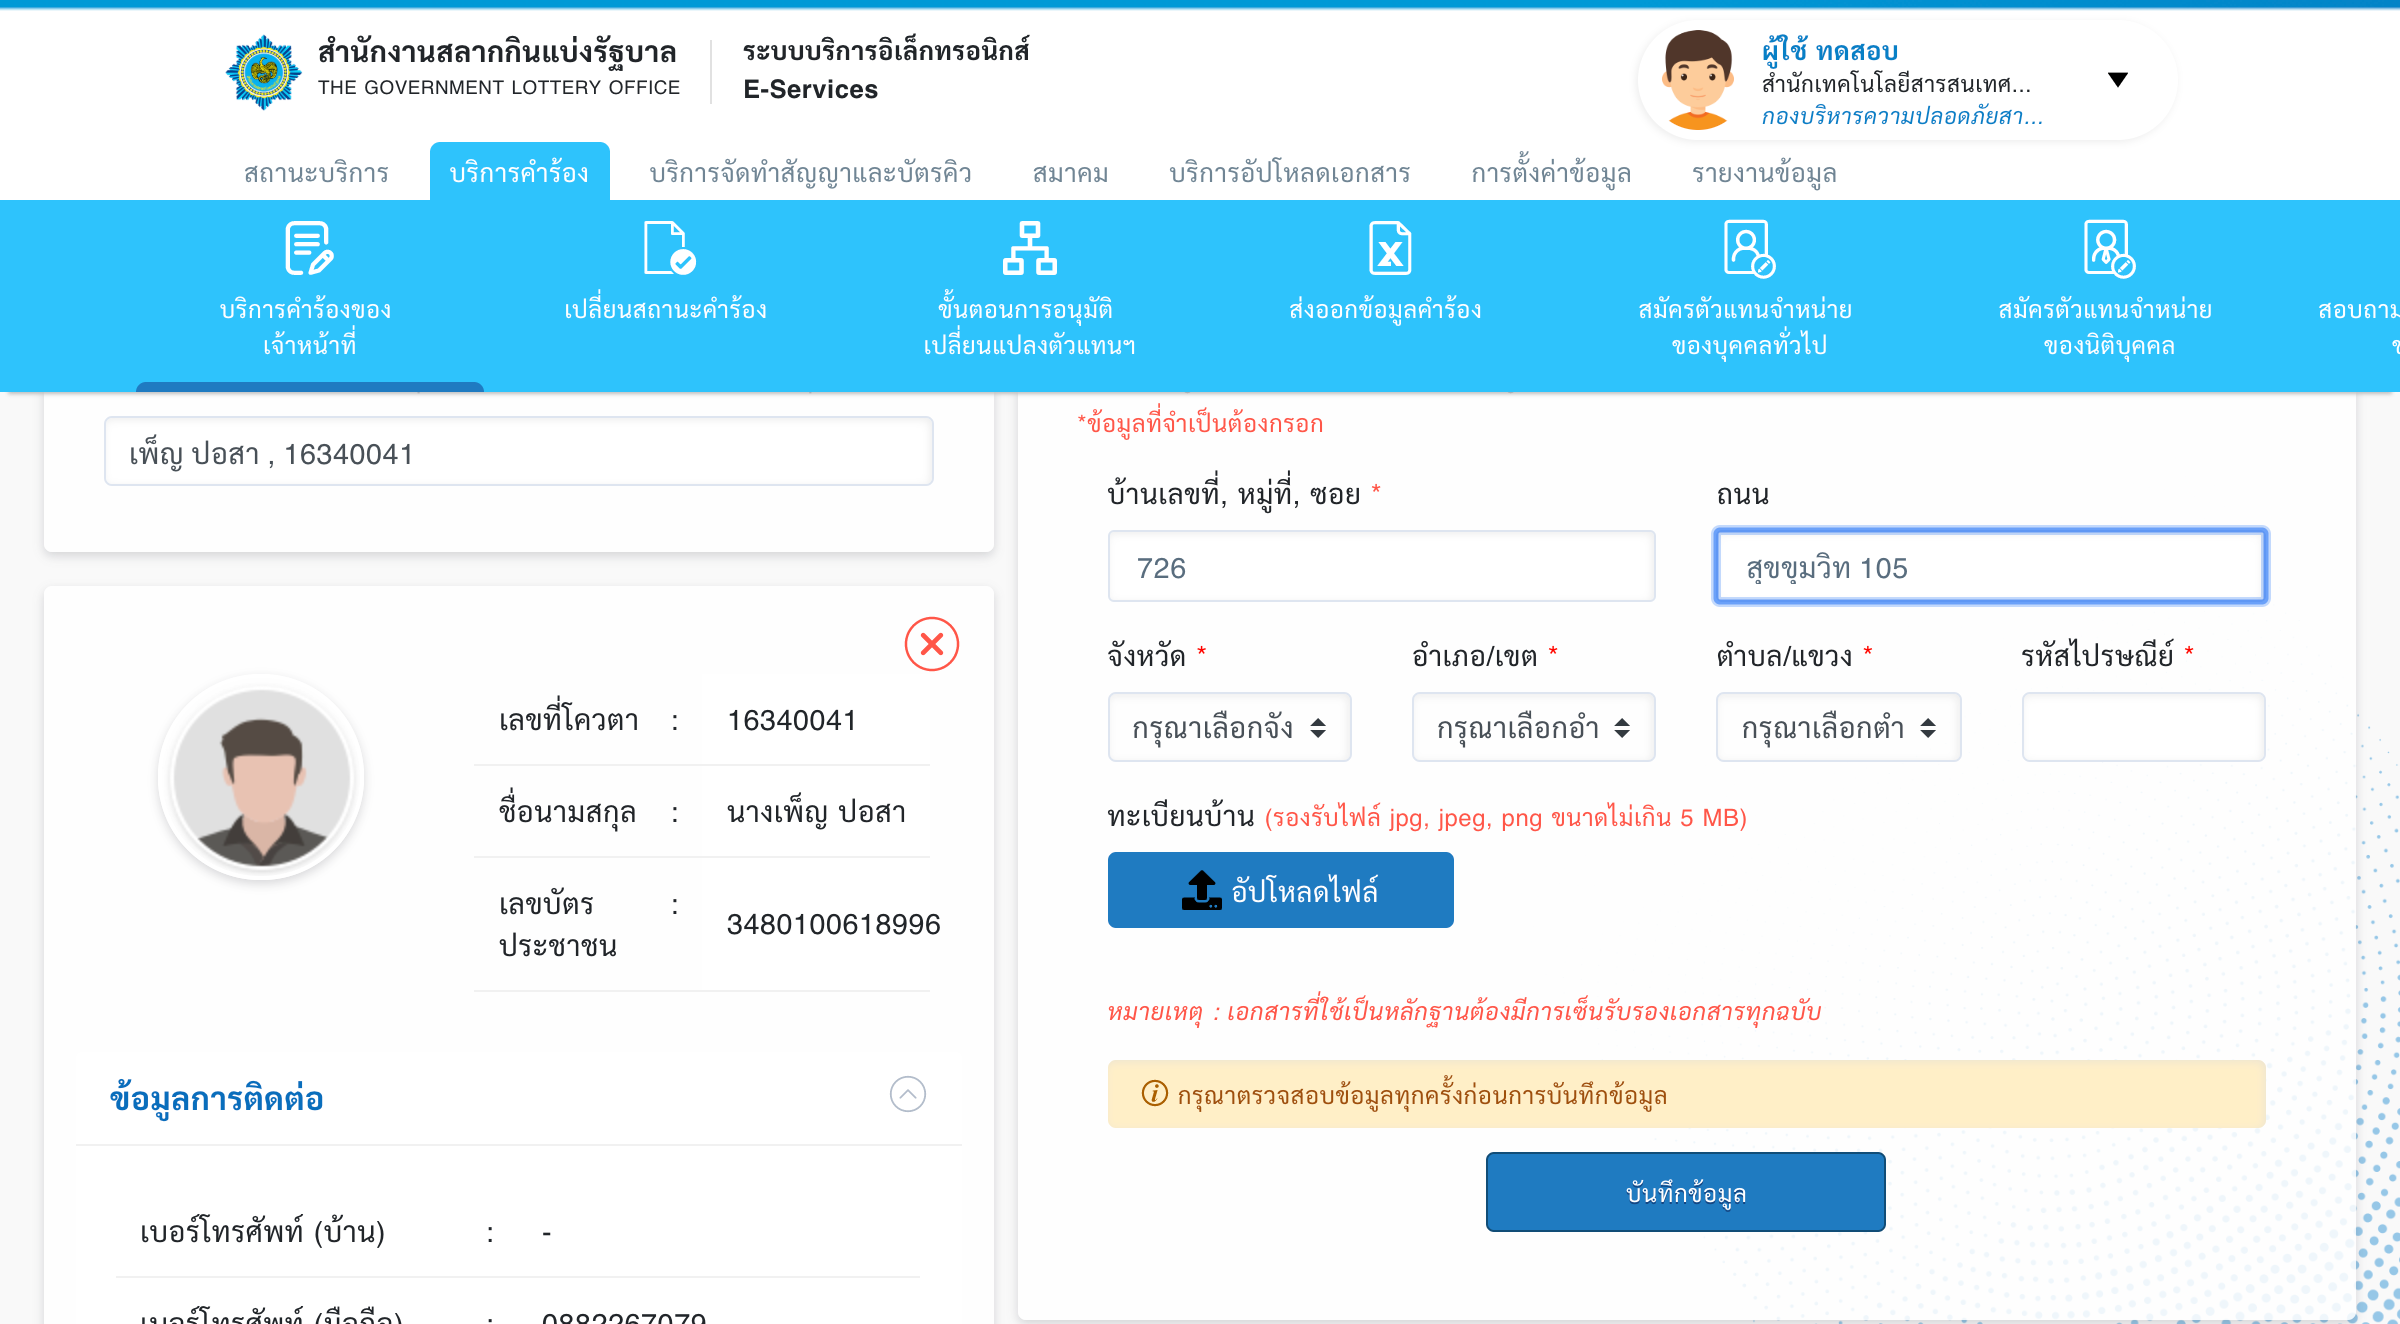 สำนักงานสลากกินแบ่งรัฐบาล
THE GOVERNMENT LOTTERY OFFICE
ระบบบริการอิเล็กทรอนิกส์
E-Services
ผู้ใช้ ทดสอบ
สำนักเทคโนโลยีสารสนเทศ...
กองบริหารความปลอดภัยสา...
สถานะบริการ
บริการคำร้อง
บริการจัดทำสัญญาและบัตรคิว
สมาคม
บริการอัปโหลดเอกสาร
การตั้งค่าข้อมูล
รายงานข้อมูล
บริการคำร้องของ
เจ้าหน้าที่
เปลี่ยนสถานะคำร้อง
ขั้นตอนการอนุมัติ
เปลี่ยนแปลงตัวแทนฯ
ส่งออกข้อมูลคำร้อง
สมัครตัวแทนจำหน่าย
ของบุคคลทั่วไป
สมัครตัวแทนจำหน่าย
ของนิติบุคคล
เพ็ญ ปอสา , 16340041
เลขที่โควตา : 16340041
ชื่อนามสกุล : นางเพ็ญ ปอสา
เลขบัตร
ประชาชน : 3480100618996
ข้อมูลการติดต่อ
เบอร์โทรศัพท์ (บ้าน) : -
เบอร์โทรศัพท์ (มือถือ) : 0882267079
*ข้อมูลที่จำเป็นต้องกรอก
บ้านเลขที่, หมู่ที่, ซอย *
ถนน
726
สุขขุมวิท 105
จังหวัด *
อำเภอ/เขต *
ตำบล/แขวง *
รหัสไปรษณีย์ *
กรุณาเลือกจัง
กรุณาเลือกอำ
กรุณาเลือกตำ
ทะเบียนบ้าน (รองรับไฟล์ jpg, jpeg, png ขนาดไม่เกิน 5 MB)
อัปโหลดไฟล์
หมายเหตุ : เอกสารที่ใช้เป็นหลักฐานต้องมีการเซ็นรับรองเอกสารทุกฉบับ
กรุณาตรวจสอบข้อมูลทุกครั้งก่อนการบันทึกข้อมูล
บันทึกข้อมูล